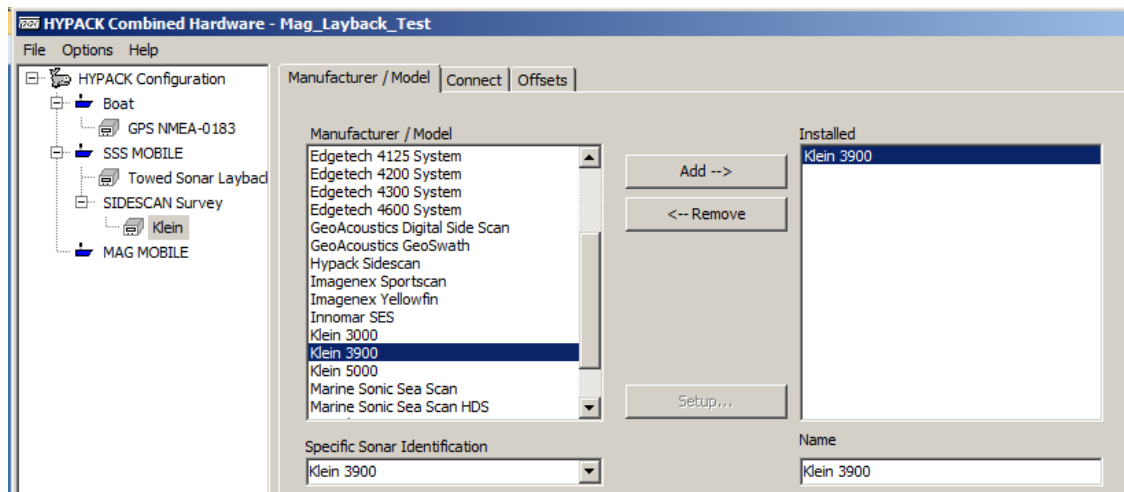 HYPACK Combined Hardware - Mag_Layback_Test
File Options Help
HYPACK Configuration
Boat
GPS NMEA-0183
SSS MOBILE
Towed Sonar Layback
SIDESCAN Survey
Klein
MAG MOBILE
Manufacturer / Model Connect Offsets
Manufacturer / Model
Edgetech 4125 System
Edgetech 4200 System
Edgetech 4300 System
Edgetech 4600 System
GeoAcoustics Digital Side Scan
GeoAcoustics GeoSwath
Hypack Sidescan
Imagenex Sportscan
Imagenex Yellowfin
Innomar SES
Klein 3000
Klein 3900
Klein 5000
Marine Sonic Sea Scan
Marine Sonic Sea Scan HDS
Specific Sonar Identification
Klein 3900
Add -->
<-- Remove
Setup...
Installed
Klein 3900
Name
Klein 3900